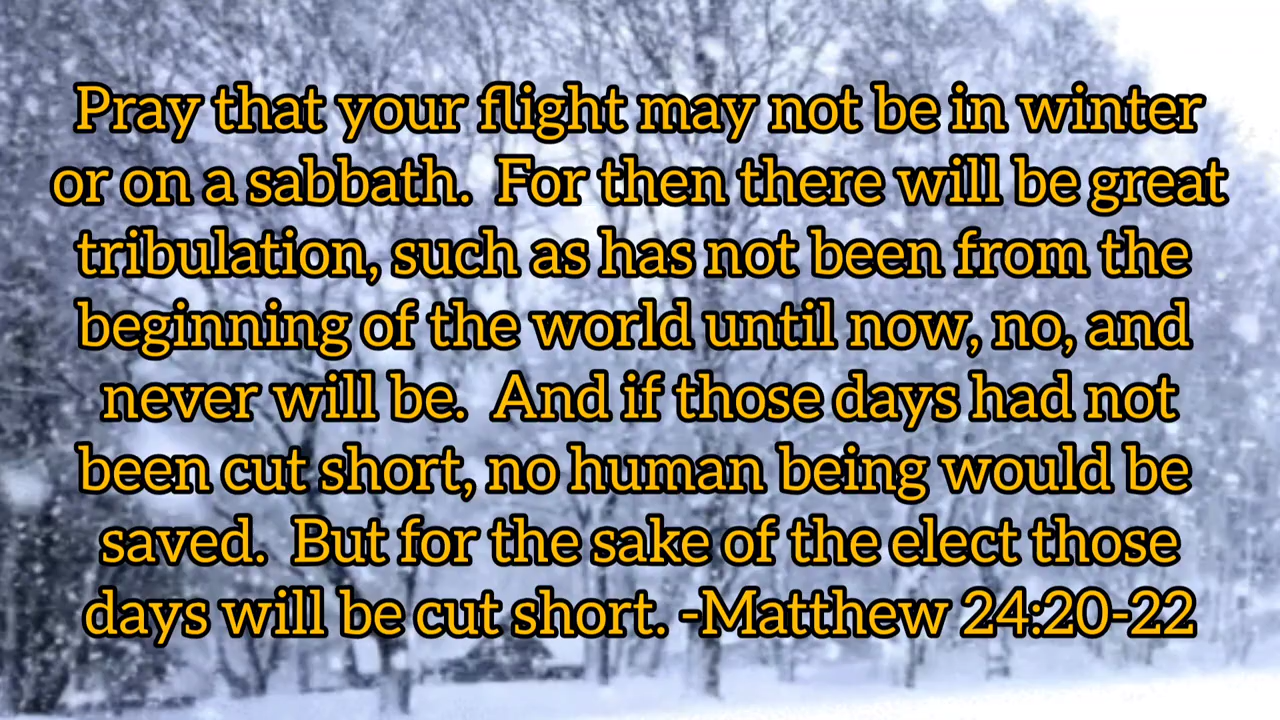 Pray that your flight may not be in winter
or on a sabbath.  For then there will be great
tribulation, such as has not been from the
beginning of the world until now, no, and
never will be.  And if those days had not
been cut short, no human being would be
saved.  But for the sake of the elect those
days will be cut short. -Matthew 24:20-22